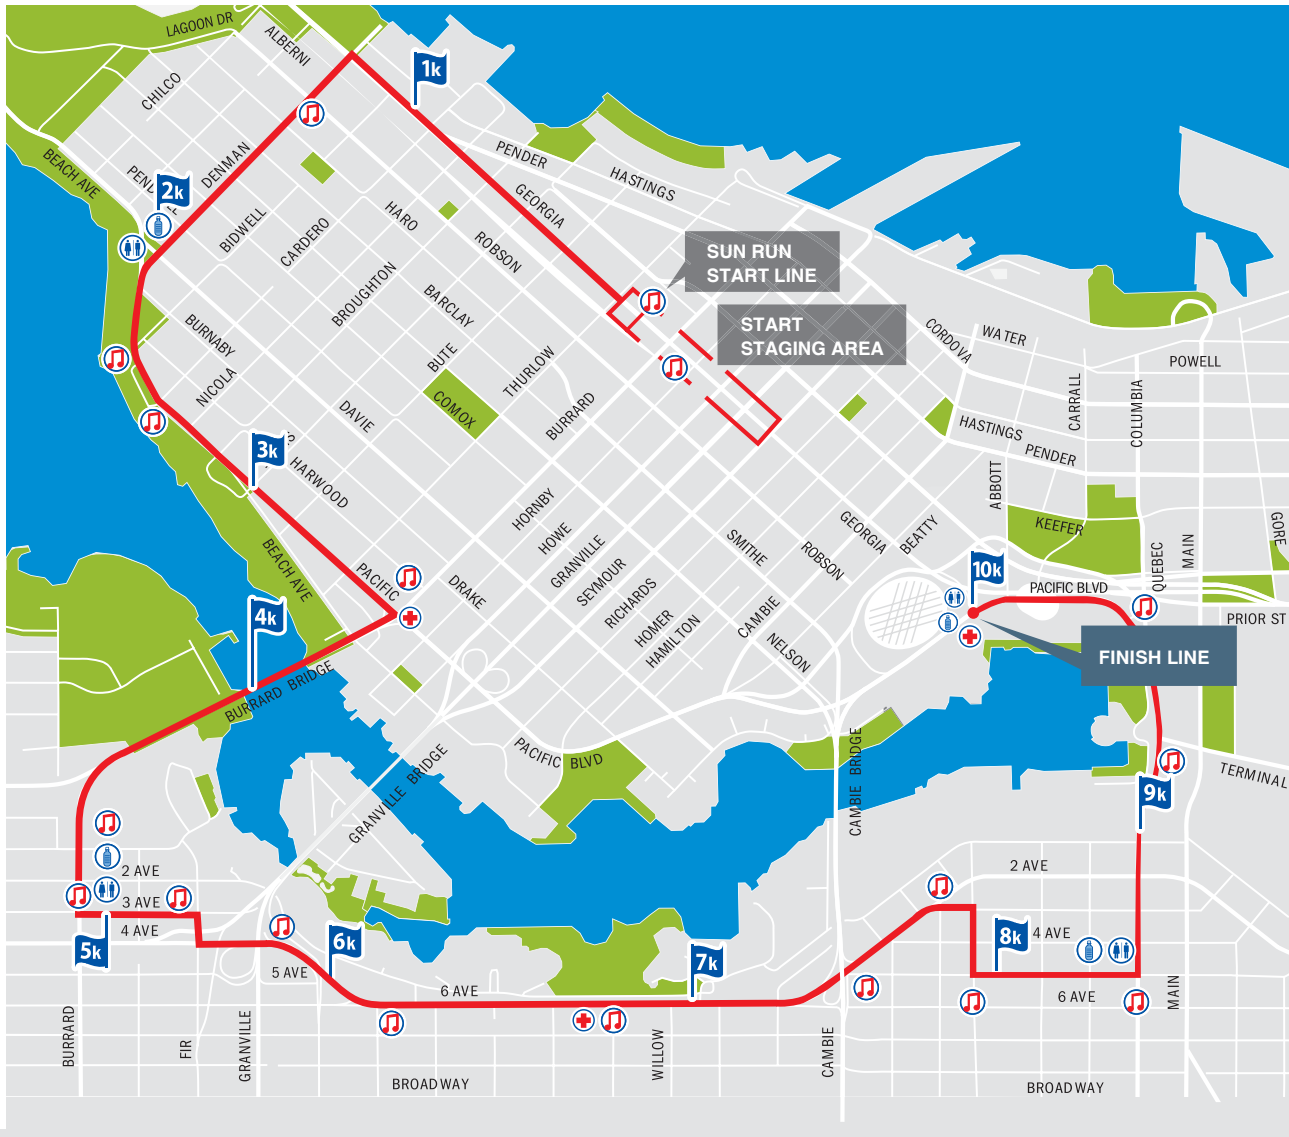 LAGOON DR
ALBERNI
1k
CHILCO
BEACH AVE
DENMAN
2k
PENDER
HASTINGS
GEORGIA
BIDWELL
CARDERO
HARO
ROBSON
SUN RUN
START LINE
BROUGHTON
BARCLAY
START
STAGING AREA
BURNABY
NICOLA
BUTE
THURLOW
CORDOVA
WATER
POWELL
CARRALL
COLUMBIA
COMOX
DAVIE
BURRARD
HASTINGS
PENDER
3k
HARWOOD
ABBOTT
HORNBY
HOWE
GRANVILLE
SEYMOUR
RICHARDS
HOMER
HAMILTON
SMITHE
ROBSON
GEORGIA
BEATTY
KEEFER
GORE
QUEBEC
MAIN
BEACH AVE
PACIFIC
DRAKE
CAMBIE
NELSON
10k
PACIFIC BLVD
PRIOR ST
4k
FINISH LINE
BURRARD BRIDGE
GRANVILLE BRIDGE
PACIFIC BLVD
CAMBIE BRIDGE
TERMINAL
9k
2 AVE
3 AVE
4 AVE
5k
2 AVE
8k
4 AVE
6k
7k
5 AVE
6 AVE
6 AVE
MAIN
BURRARD
FIR
GRANVILLE
WILLOW
CAMBIE
BROADWAY
BROADWAY